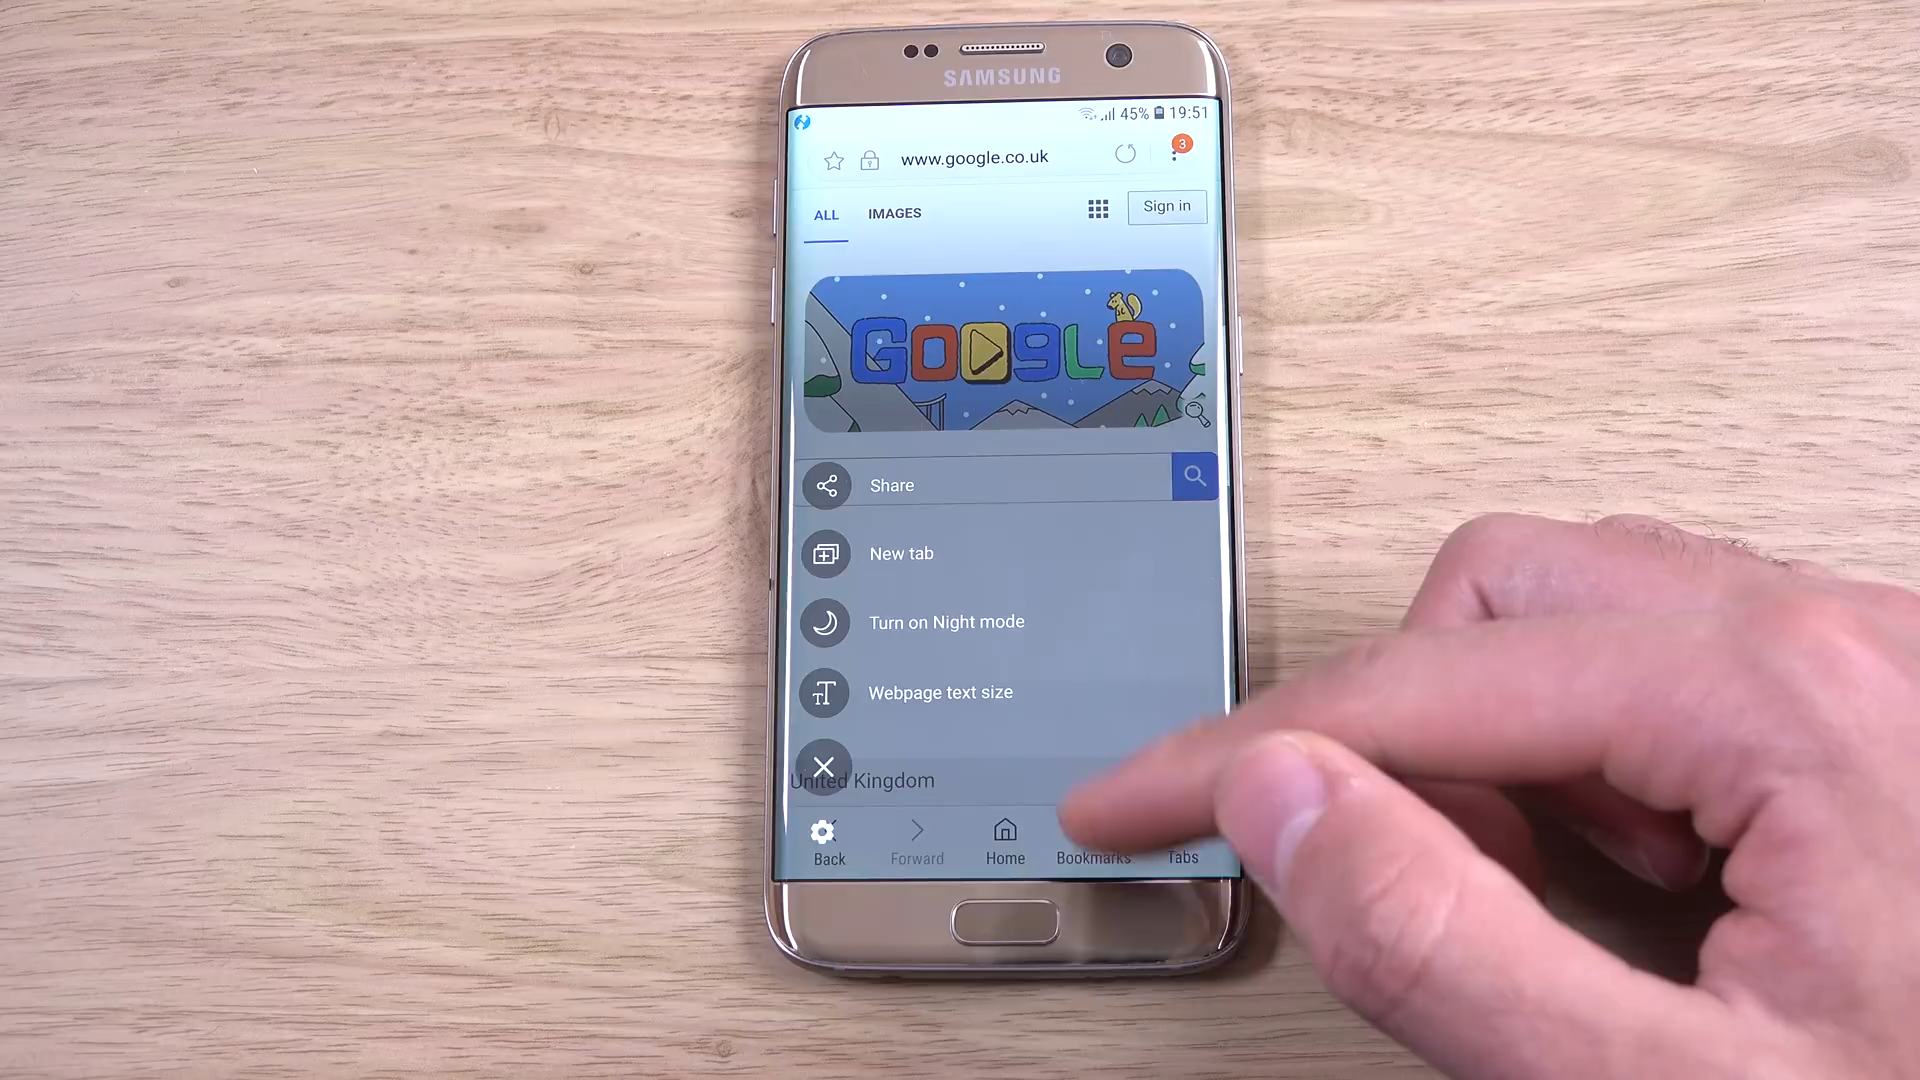 SAMSUNG
45% 19:51
www.google.co.uk
3
ALL IMAGES Sign in
Google
Share
New tab
Turn on Night mode
Webpage text size
United Kingdom
Back Forward Home Bookmarks Tabs